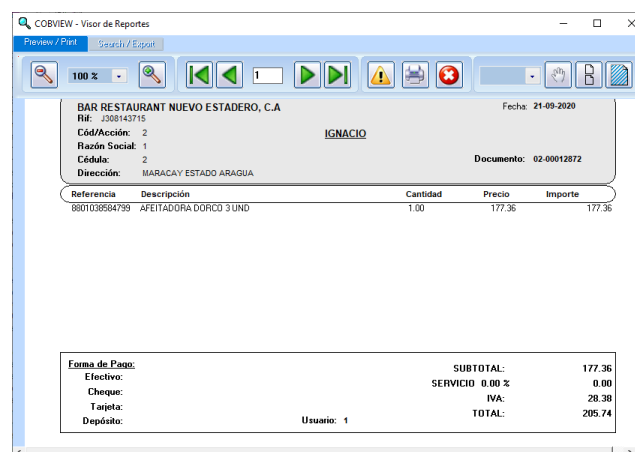 COBVIEW - Visor de Reportes
Preview / Print Search / Export
100 % 1
BAR RESTAURANT NUEVO ESTADERO, C.A Fecha: 21-09-2020
Rif: J308143715
Cód/Acción: 2 IGNACIO
Razón Social: 1
Cédula: 2 Documento: 02-00012872
Dirección: MARACAY ESTADO ARAGUA
Referencia Descripción Cantidad Precio Importe
8801038584799 AFEITADORA DORCO 3 UND 1.00 177.36 177.36
Forma de Pago: SUBTOTAL: 177.36
Efectivo: SERVICIO 0.00 % 0.00
Cheque: IVA: 28.38
Tarjeta: TOTAL: 205.74
Depósito: Usuario: 1